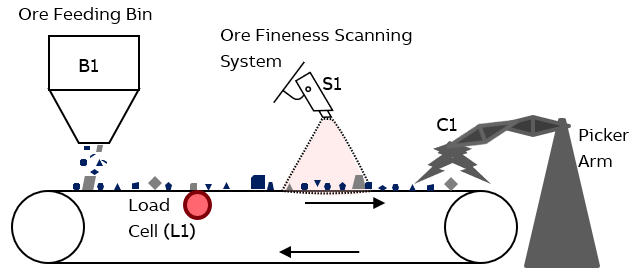 Ore Feeding Bin
B1
Ore Fineness Scanning
System
S1
C1
Picker
Arm
Load
Cell (L1)